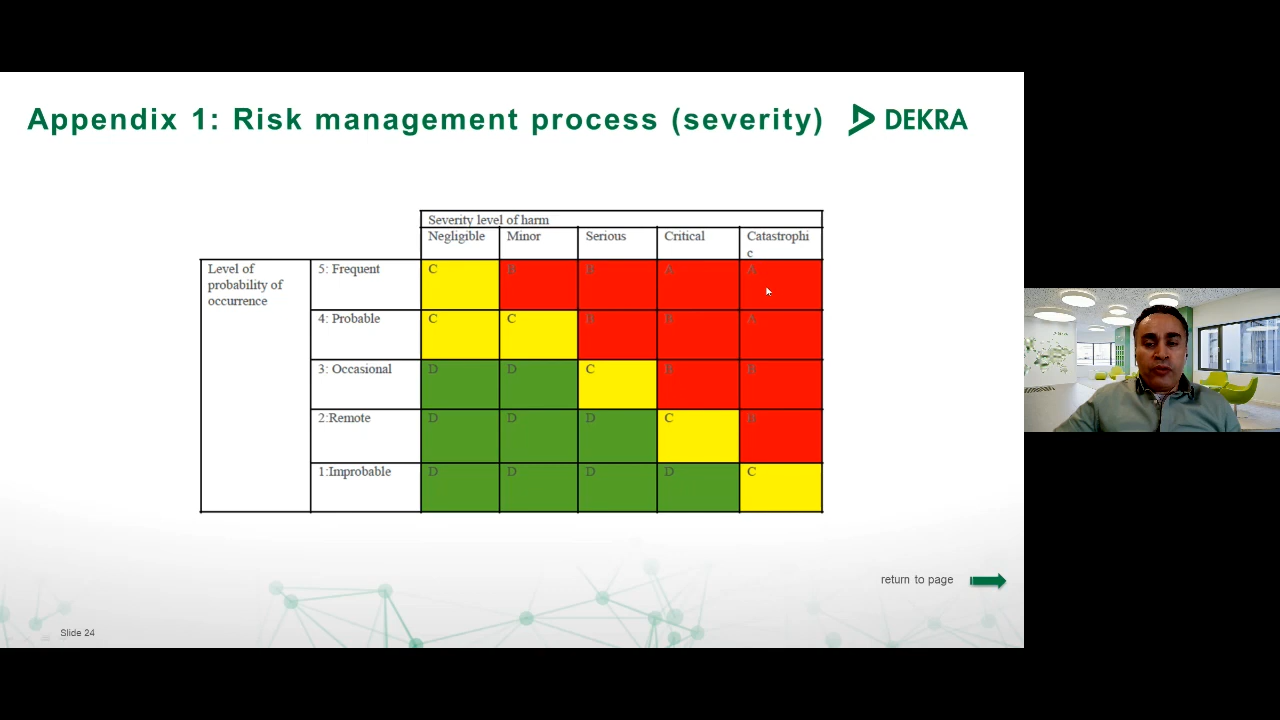 Appendix 1: Risk management process (severity)
DEKRA
Severity level of harm
Negligible Minor Serious Critical Catastrophi
c
Level of
probability of
occurrence
5: Frequent C B B A A
4: Probable C C B B A
3: Occasional D D C B B
2:Remote D D D C B
1:Improbable D D D D C
return to page
Slide 24